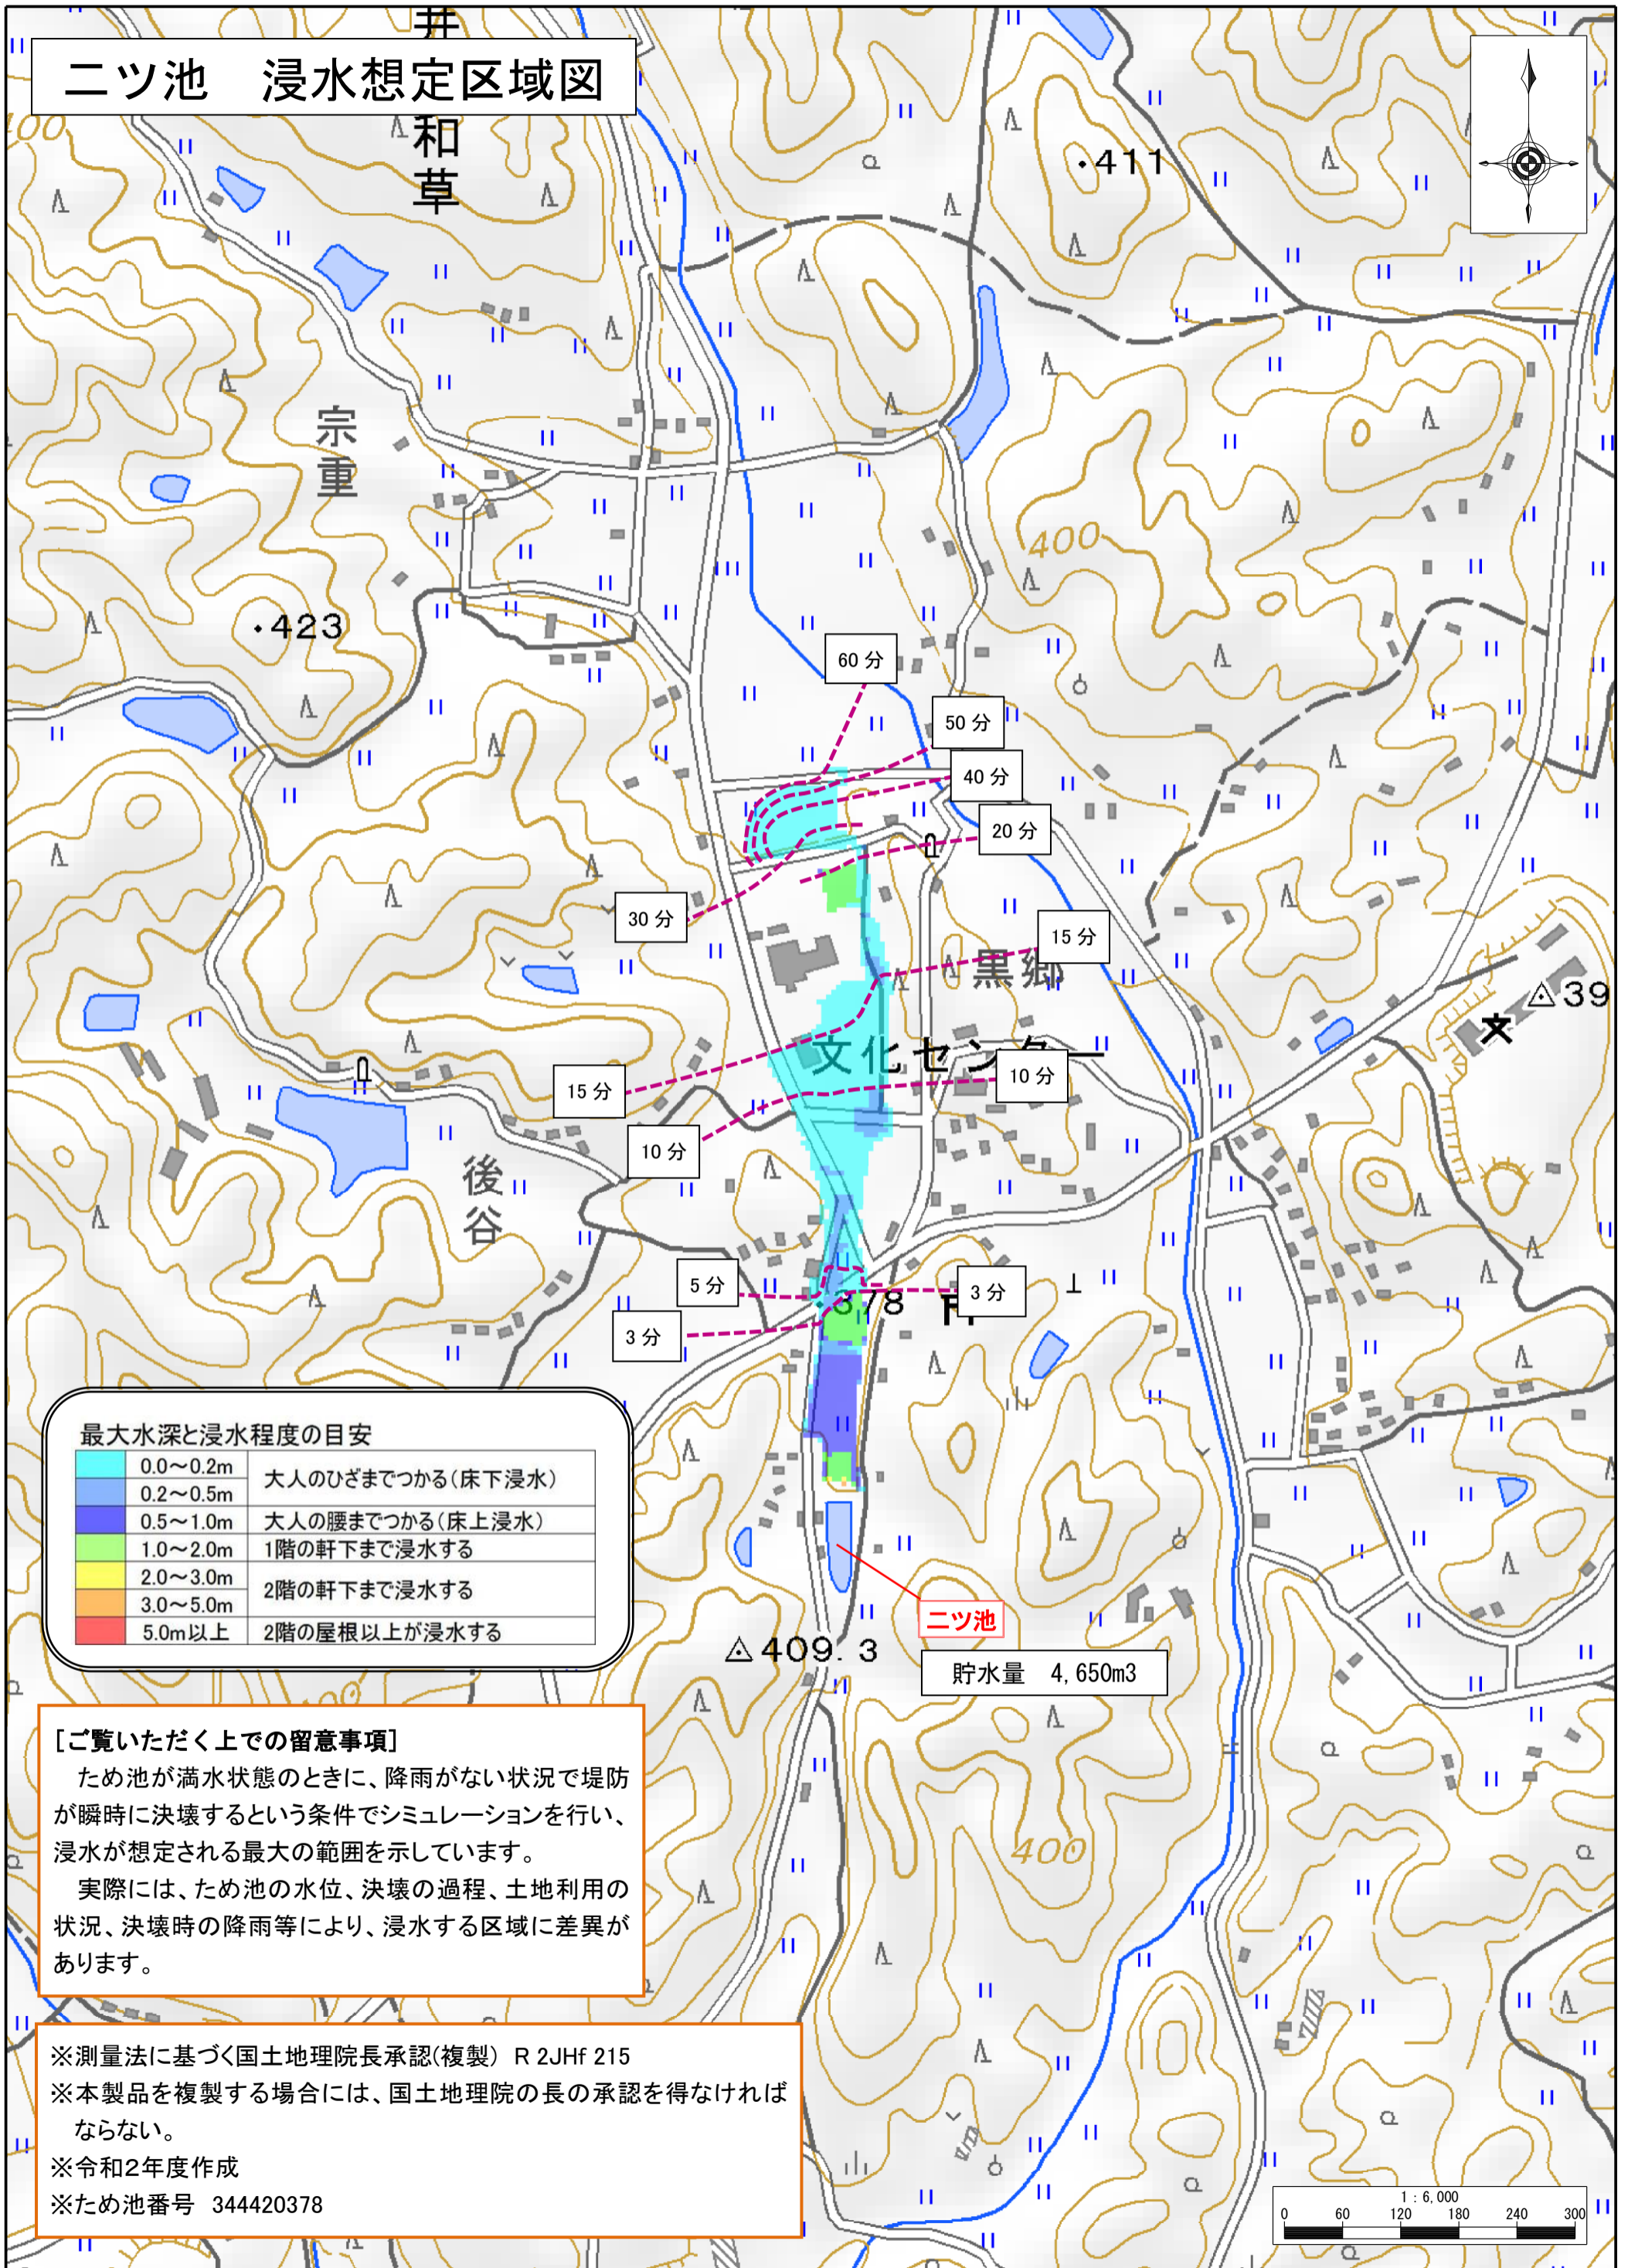 二ツ池　浸水想定区域図
井
和
草
400
・411
宗
重
400
・423
60 分
50 分
40 分
20 分
30 分
15 分
黒郷
39
文
文化センター
15 分
10 分
10 分
後
谷
5 分
3 分
・378
3 分
最大水深と浸水程度の目安
0.0～0.2m
大人のひざまでつかる（床下浸水）
0.2～0.5m
0.5～1.0m 大人の腰までつかる（床上浸水）
1.0～2.0m 1階の軒下まで浸水する
2.0～3.0m
2階の軒下まで浸水する
3.0～5.0m
5.0m以上 2階の屋根以上が浸水する
二ツ池
409.3
貯水量　4,650m3
[ご覧いただく上での留意事項]
ため池が満水状態のときに、降雨がない状況で堤防
が瞬時に決壊するという条件でシミュレーションを行い、
浸水が想定される最大の範囲を示しています。
実際には、ため池の水位、決壊の過程、土地利用の
状況、決壊時の降雨等により、浸水する区域に差異が
あります。
400
※測量法に基づく国土地理院長承認(複製) R 2JHf 215
※本製品を複製する場合には、国土地理院の長の承認を得なければ
ならない。
※令和2年度作成
※ため池番号 344420378
1：6,000
0 60 120 180 240 300